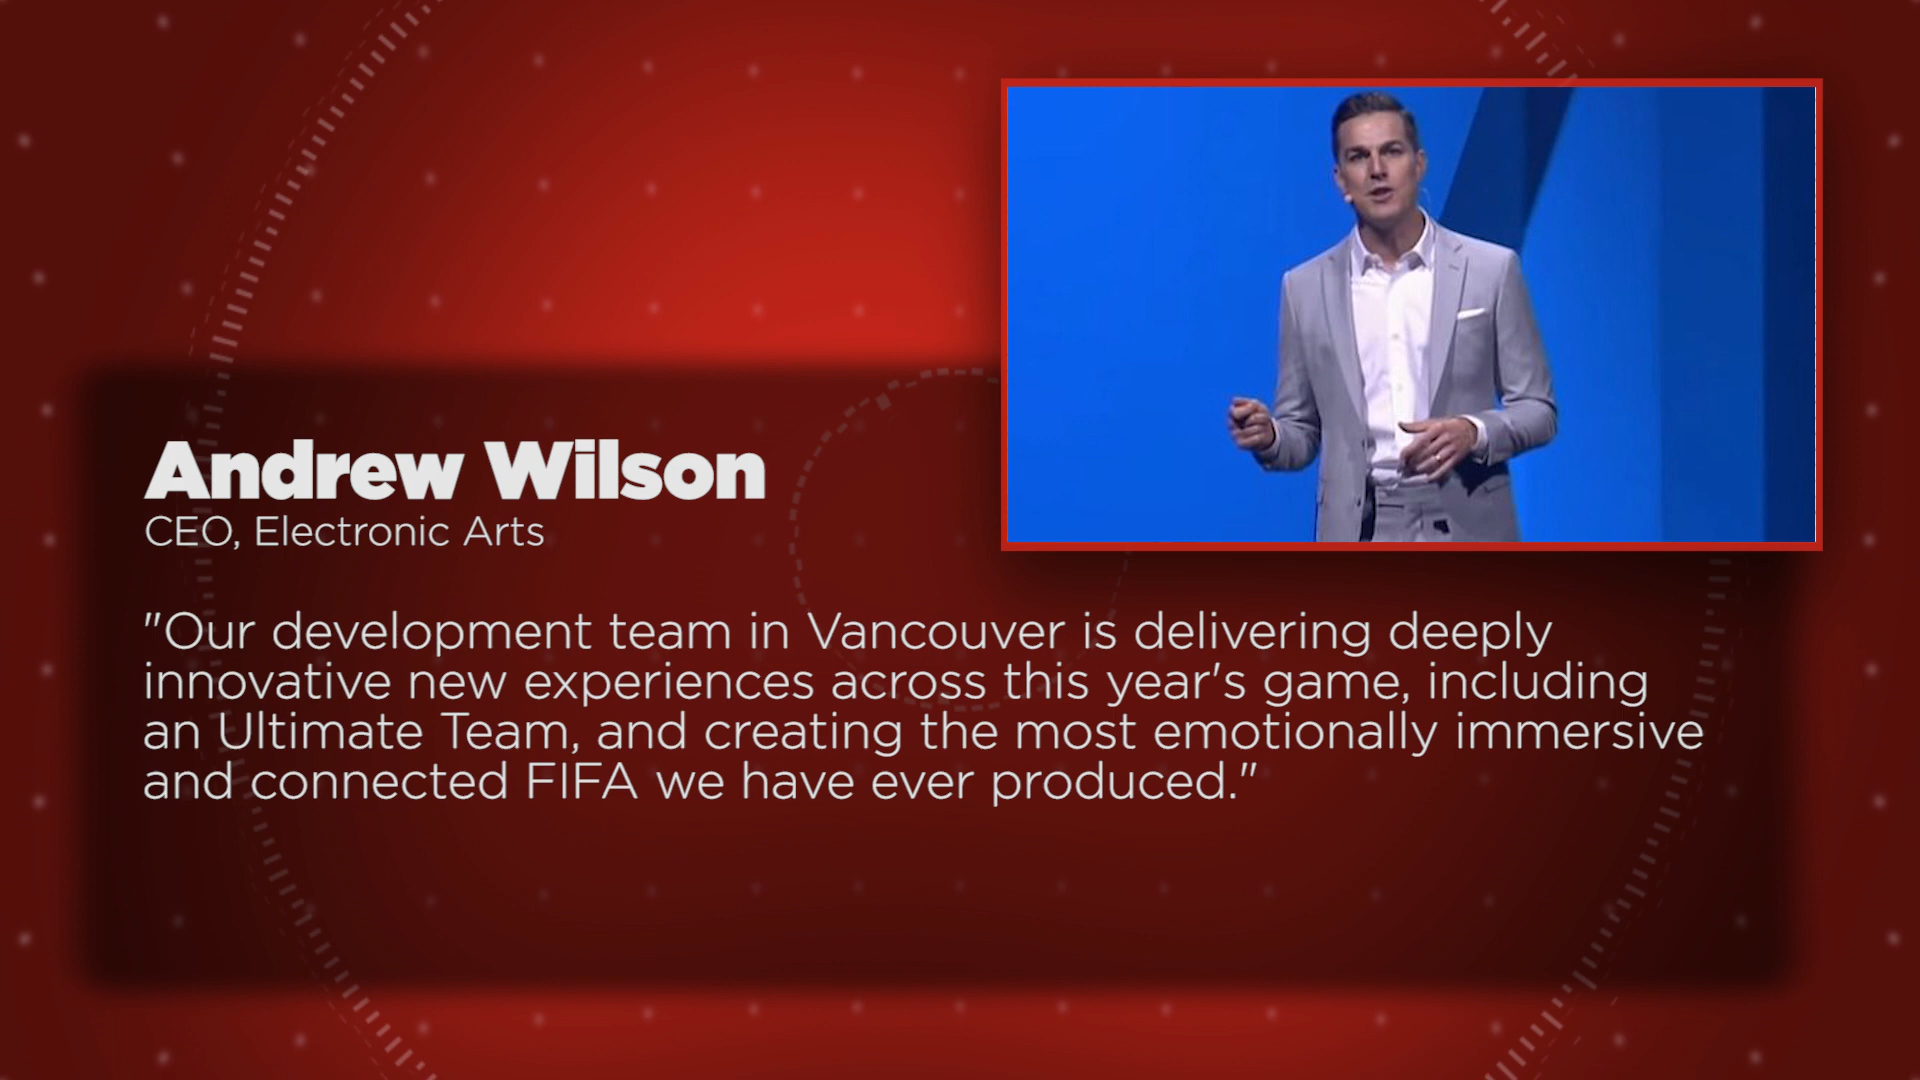 Andrew Wilson
CEO, Electronic Arts
"Our development team in Vancouver is delivering deeply
innovative new experiences across this year's game, including
an Ultimate Team, and creating the most emotionally immersive
and connected FIFA we have ever produced."